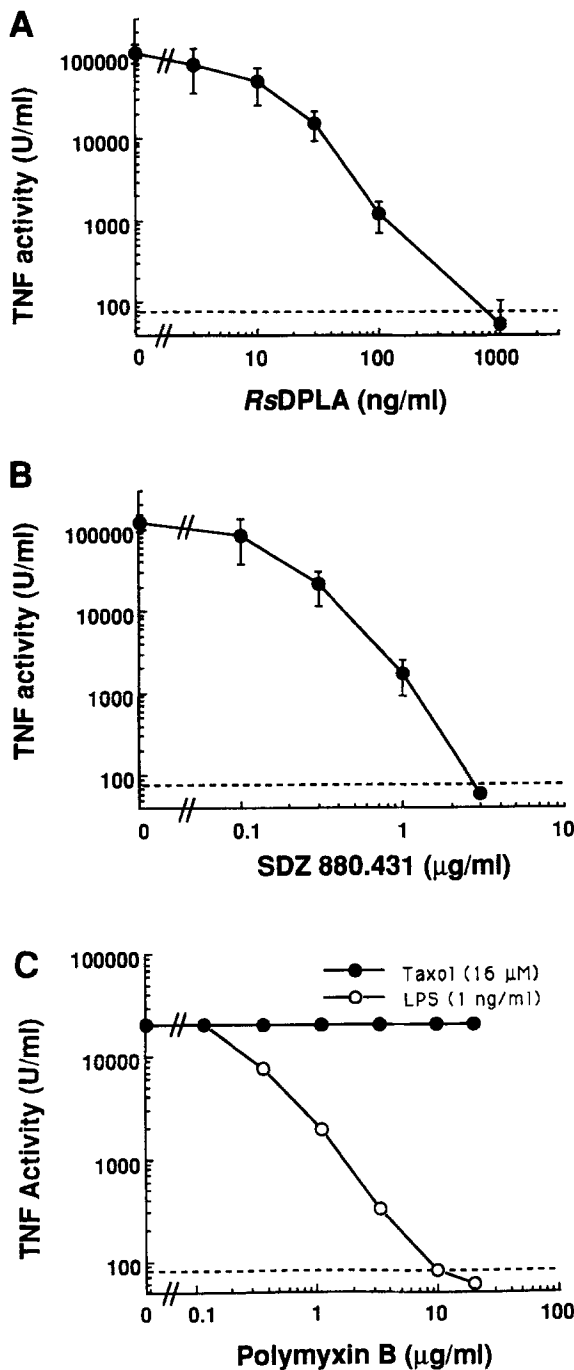 A
TNF activity (U/ml)
100000
10000
1000
100
0
10
100
1000
RsDPLA (ng/ml)
B
TNF activity (U/ml)
100000
10000
1000
100
0
0.1
1
10
SDZ 880.431 (µg/ml)
C
TNF Activity (U/ml)
100000
10000
1000
100
Taxol (16 µM)
LPS (1 ng/ml)
0
0.1
1
10
100
Polymyxin B (µg/ml)